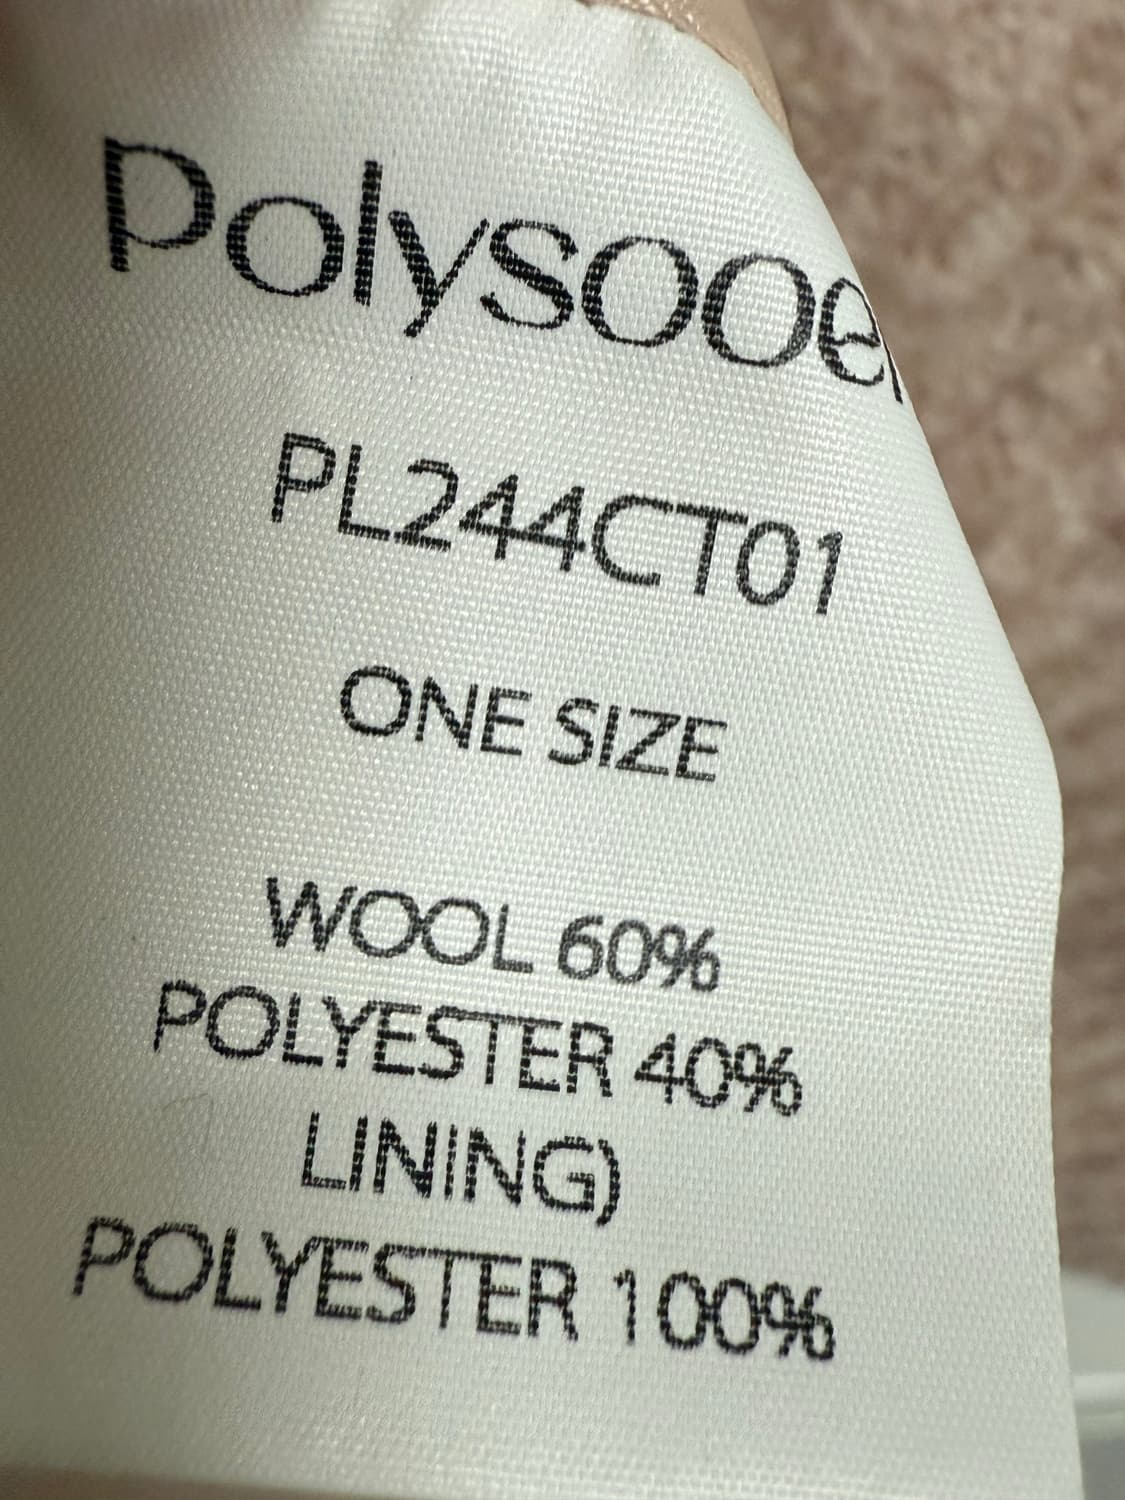 Polysooe
PL244CT01
ONE SIZE
WOOL 60%
POLYESTER 40%
LINING)
POLYESTER 100%